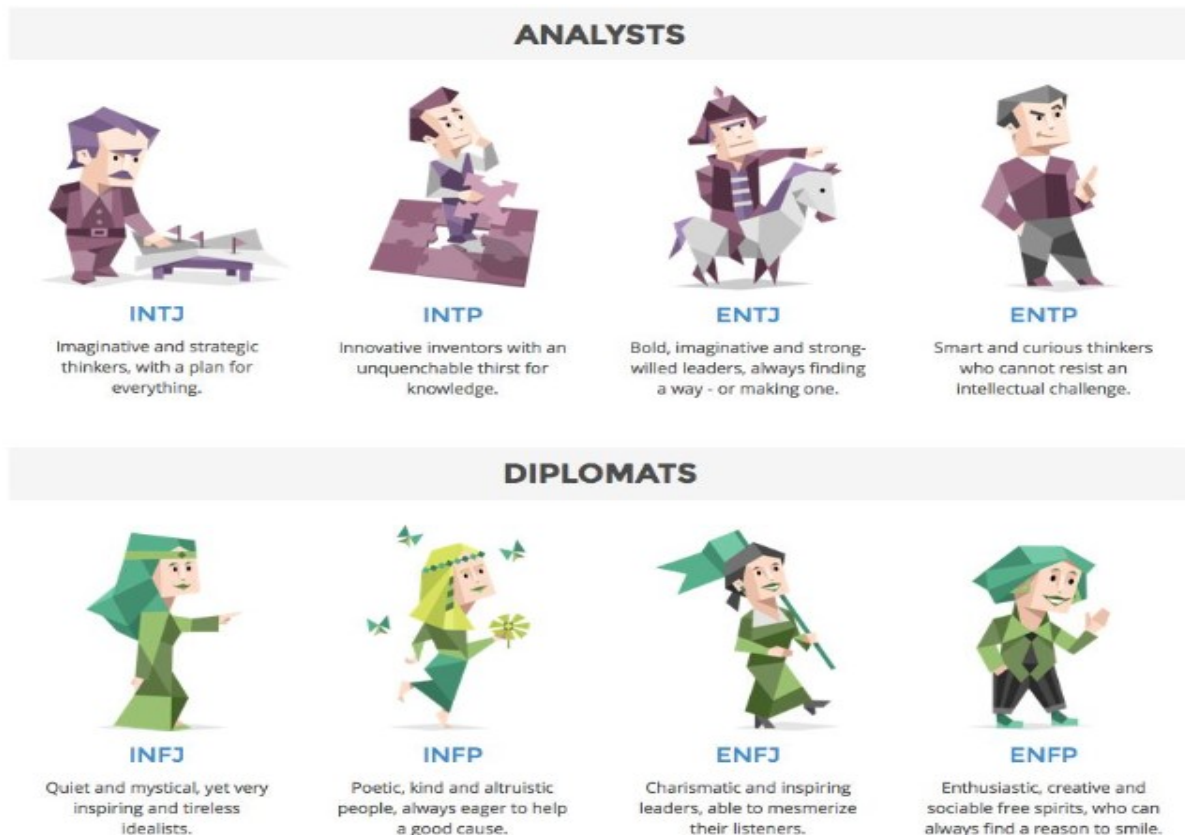 ANALYSTS
INTJ
Imaginative and strategic
thinkers, with a plan for
everything.
INTP
Innovative inventors with an
unquenchable thirst for
knowledge.
ENTJ
Bold, imaginative and strong-
willed leaders, always finding
a way - or making one.
ENTP
Smart and curious thinkers
who cannot resist an
intellectual challenge.
DIPLOMATS
INFJ
Quiet and mystical, yet very
inspiring and tireless
idealists.
INFP
Poetic, kind and altruistic
people, always eager to help
a good cause.
ENFJ
Charismatic and inspiring
leaders, able to mesmerize
their listeners.
ENFP
Enthusiastic, creative and
sociable free spirits, who can
always find a reason to smile.